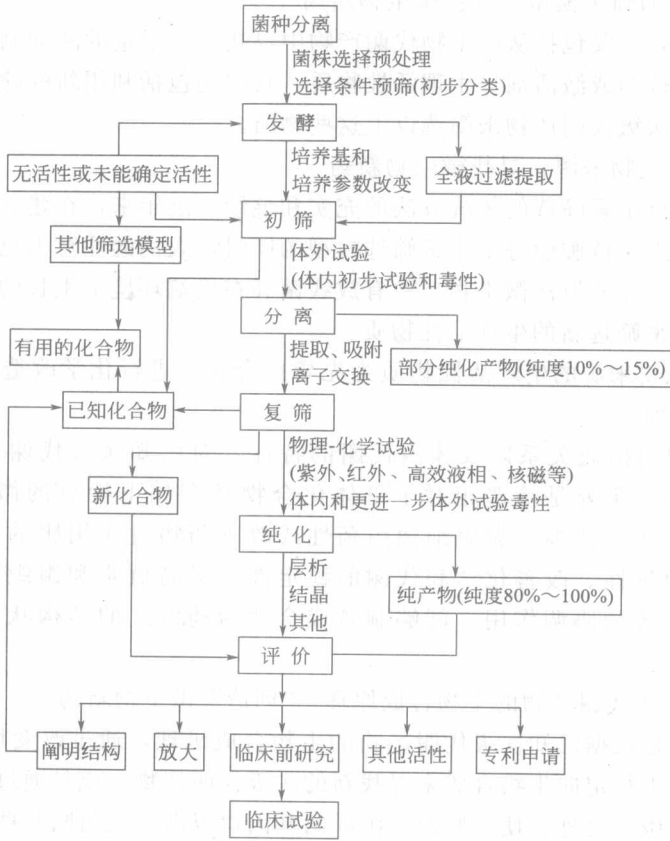 菌种分离
菌株选择预处理
选择条件预筛(初步分类)
发 酵
无活性或未能确定活性
培养基和
培养参数改变
全液过滤提取
初 筛
其他筛选模型
体外试验
(体内初步试验和毒性)
分 离
有用的化合物
提取、吸附
离子交换
部分纯化产物(纯度10%～15%)
已知化合物
复 筛
物理-化学试验
(紫外、红外、高效液相、核磁等)
体内和更进一步体外试验毒性
新化合物
纯化
层析
结晶
其他
纯产物(纯度80%～100%)
评 价
阐明结构
放大
临床前研究
其他活性
专利申请
临床试验